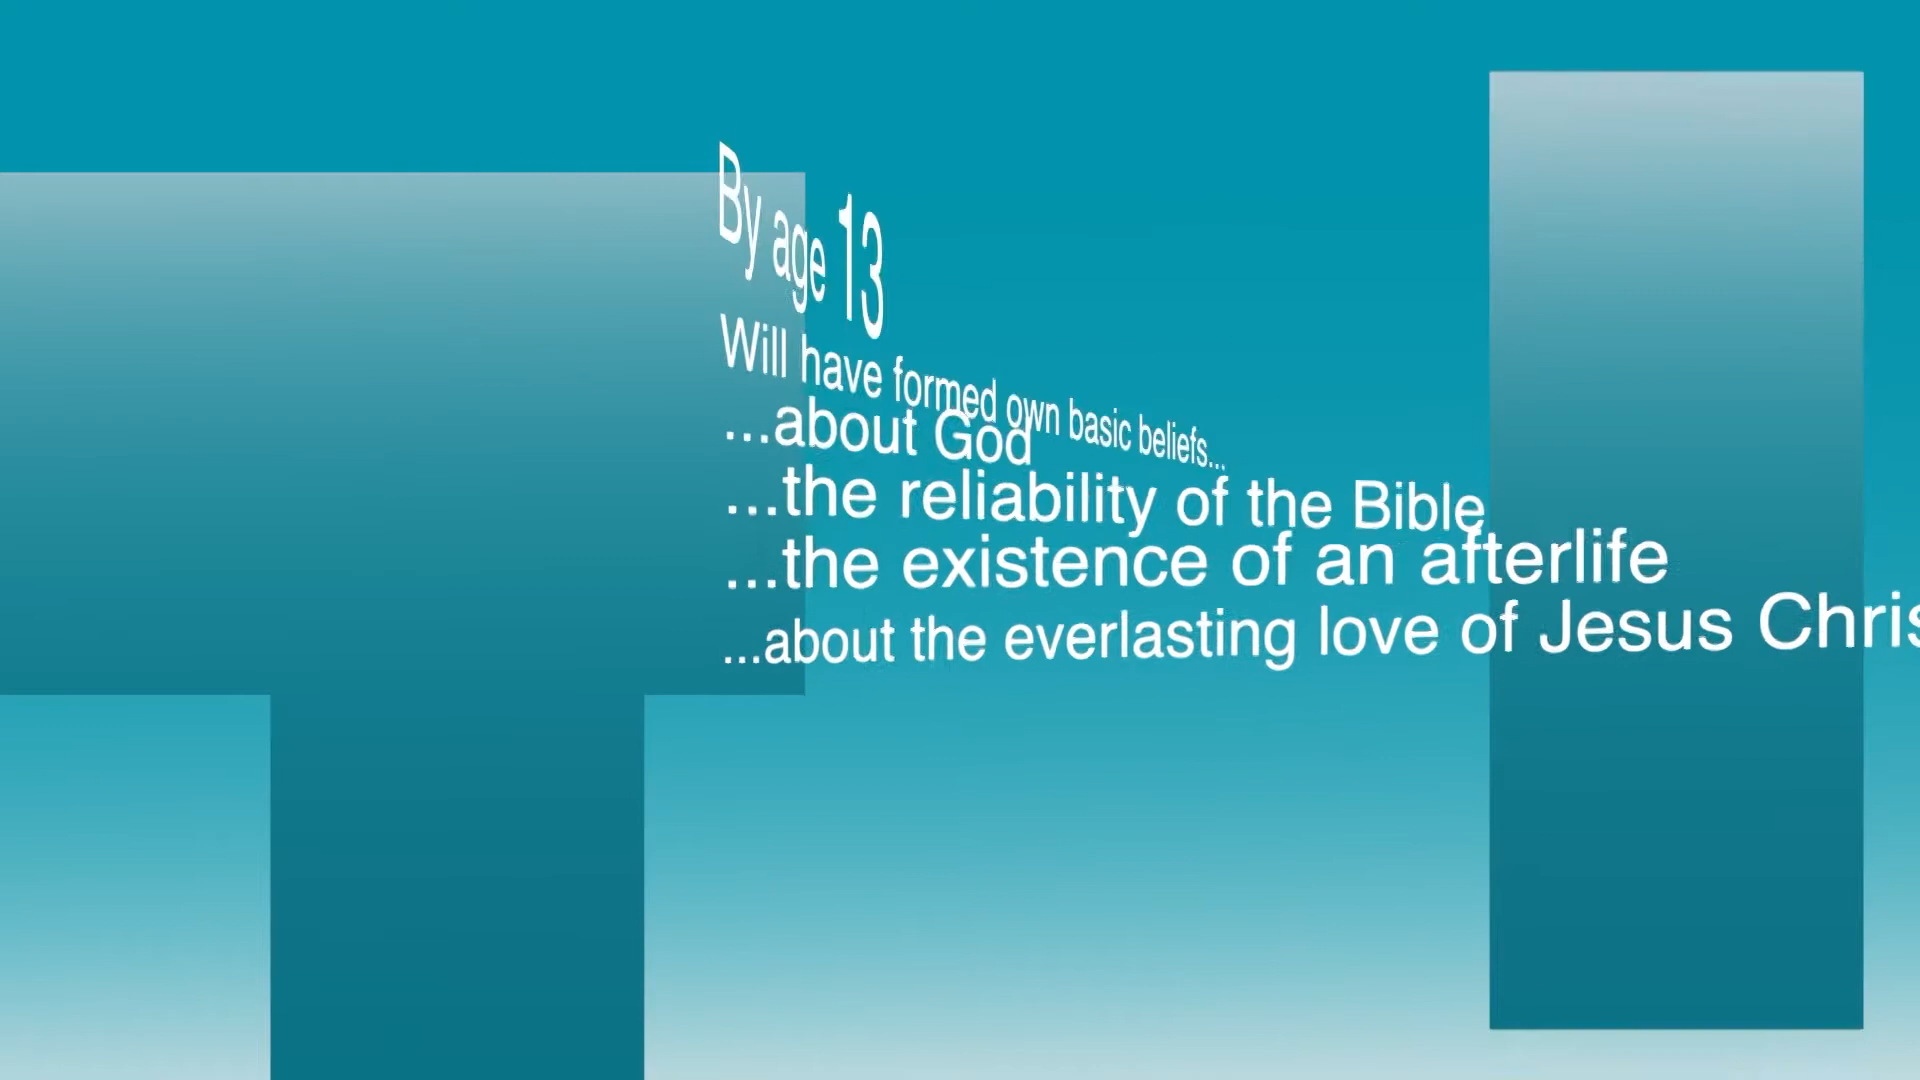 By age 13
Will have formed own basic beliefs...
...about God
...the reliability of the Bible
...the existence of an afterlife
...about the everlasting love of Jesus Chris